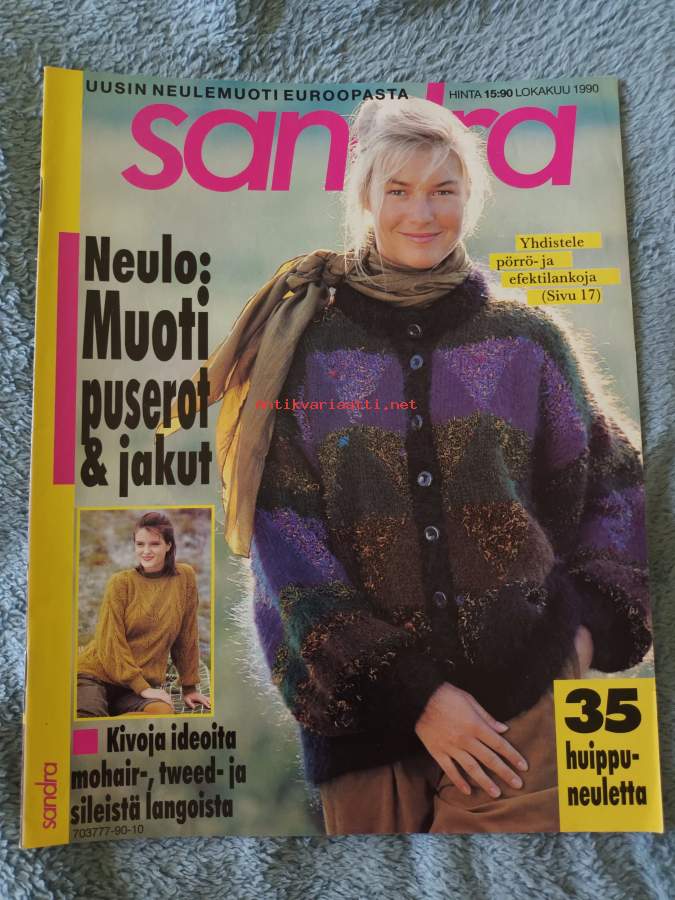 UUSIN NEULEMUOTI EUROOPASTA
HINTA 15:90 LOKAKUU 1990
sandra
Yhdistele
pörrö- ja
efektilankoja
(Sivu 17)
Neulo:
Muoti
puserot
& jakut
antikvariaatti.net
Kivoja ideoita
mohair-, tweed- ja
sileistä langoista
703777-90-10
35
huippu-
neuletta
sandra